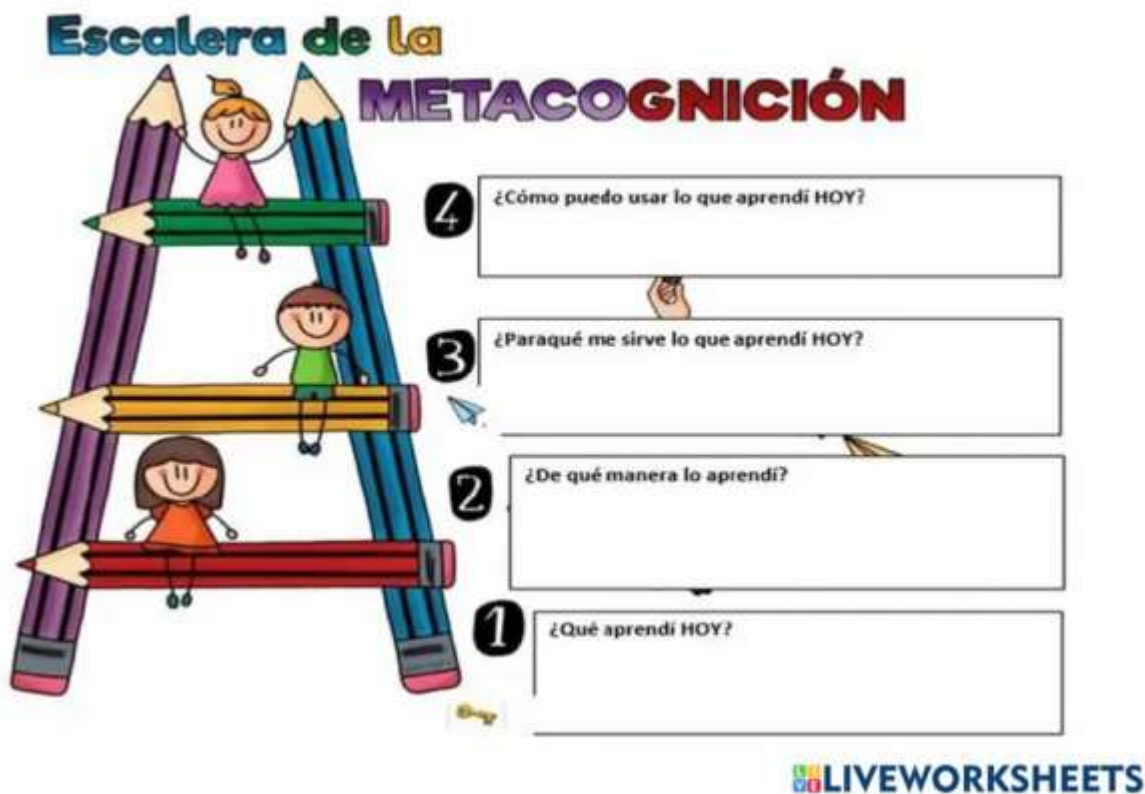 Escalera de la
METACOGNICIÓN
4
¿Cómo puedo usar lo que aprendí HOY?
3
¿Paraqué me sirve lo que aprendí HOY?
2
¿De qué manera lo aprendí?
1
¿Qué aprendí HOY?
LIVE LIVEWORKSHEETS